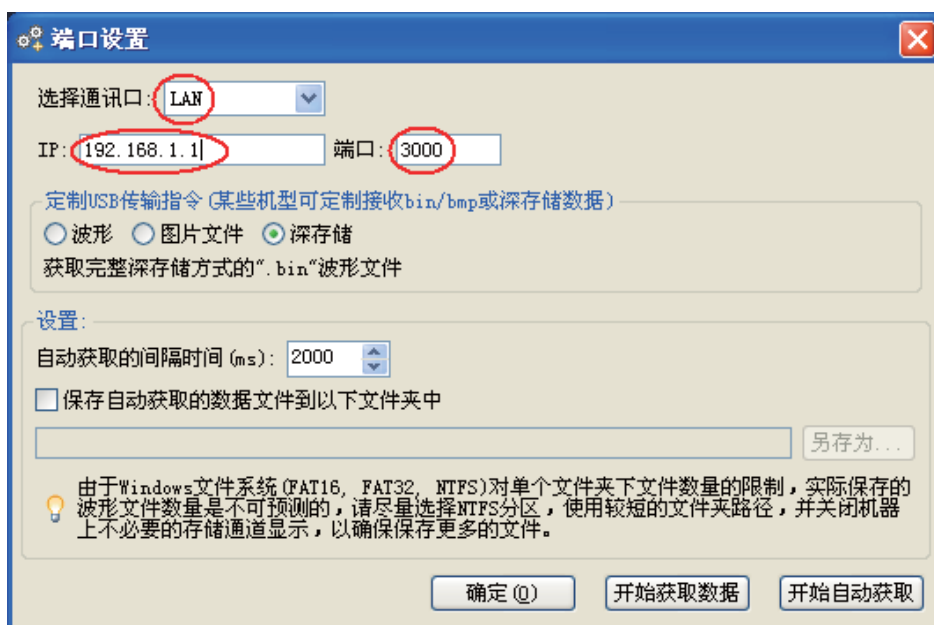 端口设置
选择通讯口: LAN
IP: 192.168.1.1 端口: 3000
定制USB传输指令(某些机型可定制接收bin/bmp或深存储数据)
波形 图片文件 深存储
获取完整深存储方式的“.bin“波形文件
设置:
自动获取的间隔时间(ms): 2000
保存自动获取的数据文件到以下文件夹中
另存为...
由于Windows文件系统(FAT16, FAT32, NTFS)对单个文件夹下文件数量的限制,实际保存的
波形文件数量是不可预测的,请尽量选择NTFS分区,使用较短的文件夹路径,并关闭机器
上不必要的存储通道显示,以确保保存更多的文件。
确定(O) 开始获取数据 开始自动获取